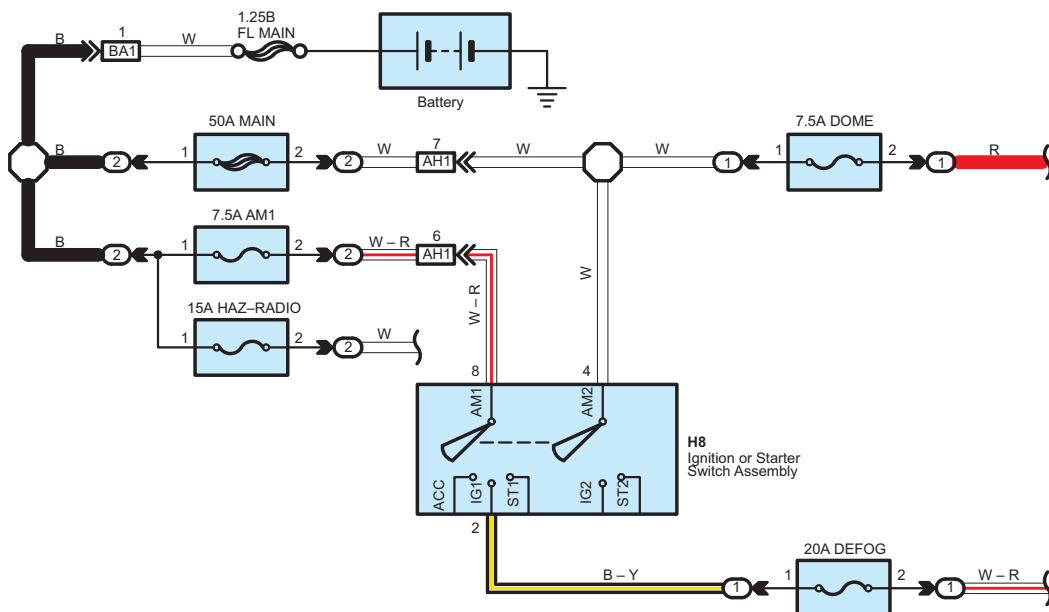 1.25B
FL MAIN
B
1
BA1
W
Battery
50A MAIN
7.5A DOME
B
2
1
2
2
W
7
AH1
W
W
1
1
2
1
R
7.5A AM1
B
2
1
2
2
W – R
6
AH1
W – R
W
15A HAZ–RADIO
1
2
2
W
8
4
AM1
AM2
H8
Ignition or Starter
Switch Assembly
ACC
IG1
ST1
IG2
ST2
2
20A DEFOG
B – Y
1
1
2
1
W – R